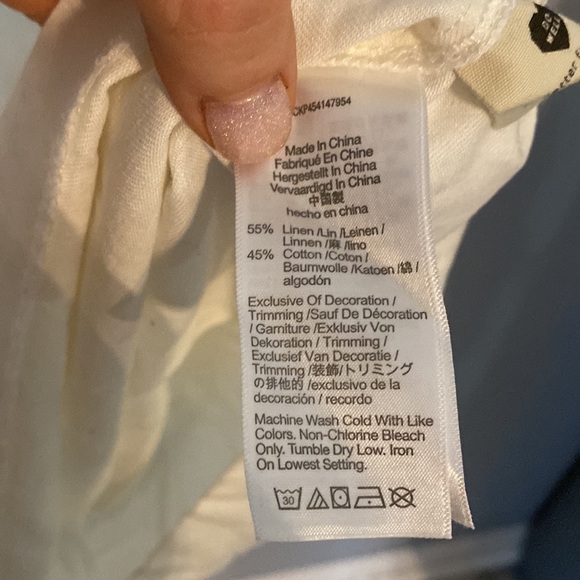 CKP454147954
Made In China
Fabriqué En Chine
Hergestellt In China
Vervaardigd In China
中国製
hecho en china
55% Linen /Lin /Leinen /
Linnen /麻 /lino
45% Cotton /Coton /
Baumwolle /Katoen /綿 /
algodón
Exclusive Of Decoration /
Trimming /Sauf De Décoration
/ Garniture /Exklusiv Von
Dekoration / Trimming /
Exclusief Van Decoratie /
Trimming /装飾/トリミング
の排他的 /exclusivo de la
decoración / recordo
Machine Wash Cold With Like
Colors. Non-Chlorine Bleach
Only. Tumble Dry Low. Iron
On Lowest Setting.
30